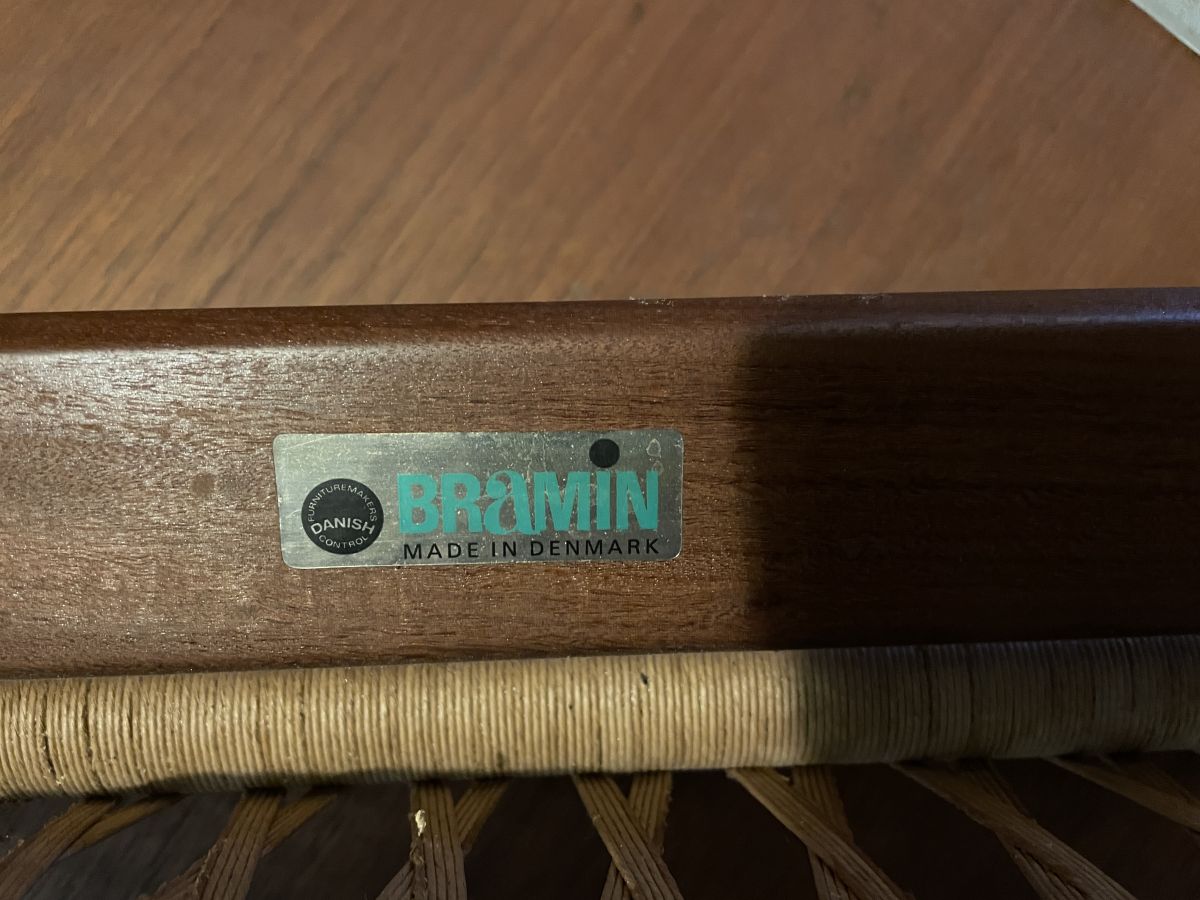 FURNITUREMAKERS
DANISH
CONTROL
BRAMIN
MADE IN DENMARK